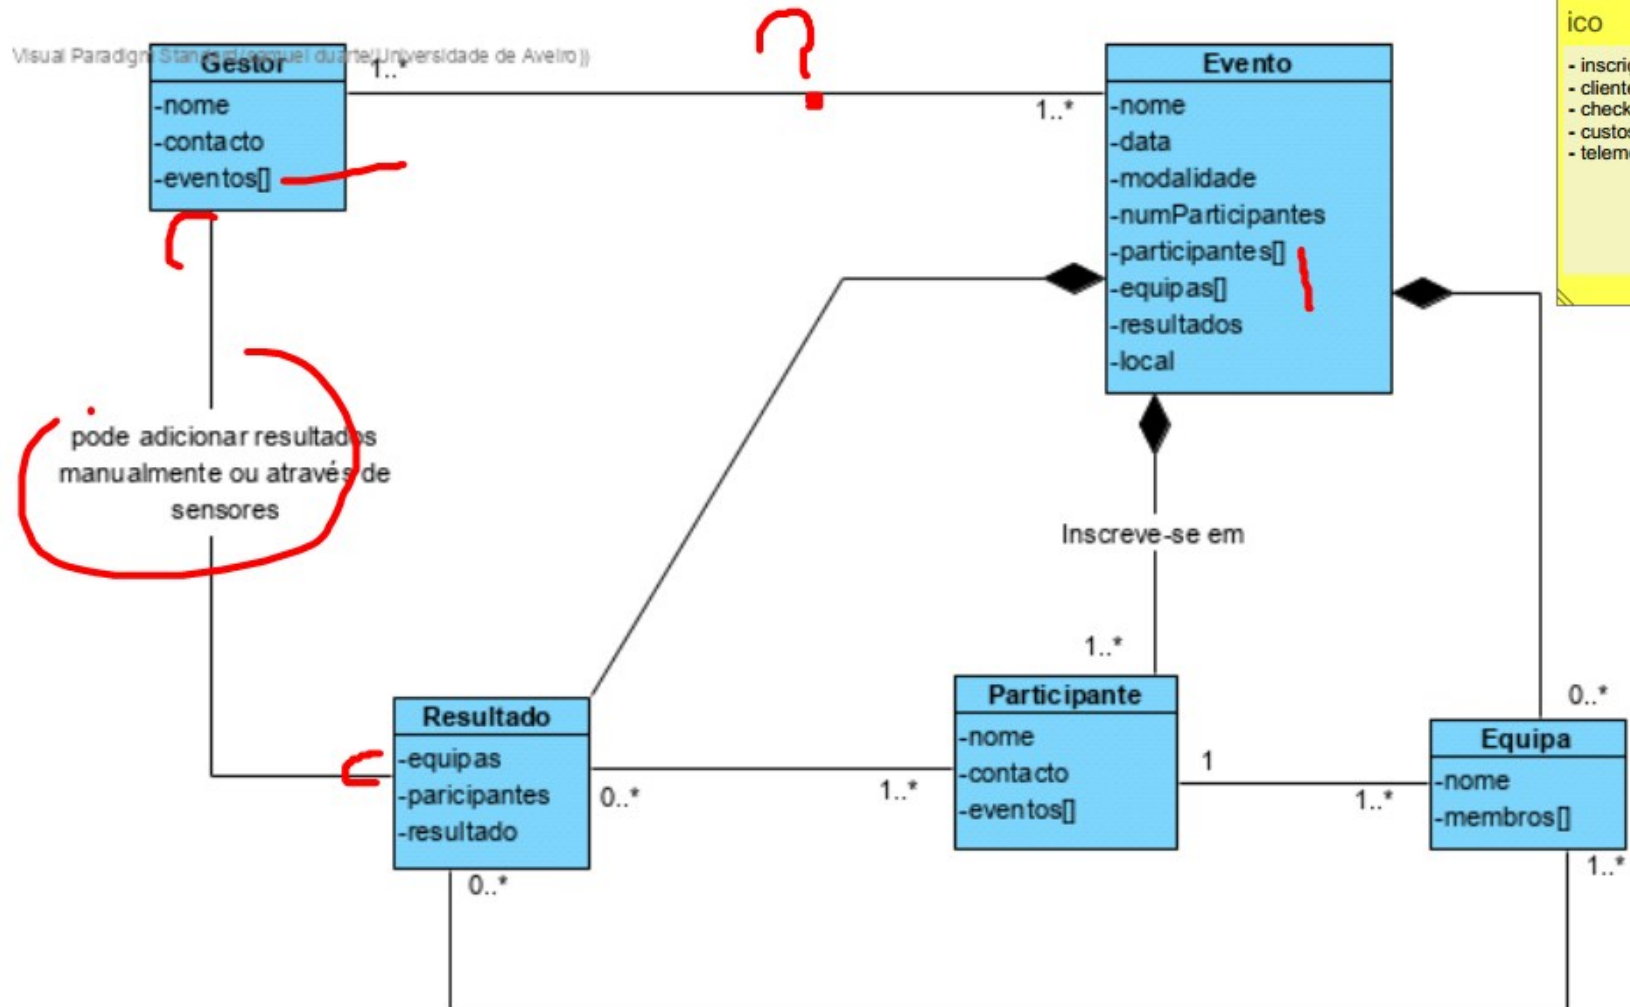 Visual Paradigm Standard(samuel duarte(Universidade de Aveiro))
Gestor
-nome
-contacto
-eventos[]
1..*
?
1..*
Evento
-nome
-data
-modalidade
-numParticipantes
-participantes[]
-equipas[]
-resultados
-local
ico
- 
- 
- 
- 
- 
pode adicionar resultados
manualmente ou através de
sensores
Inscreve-se em
1..*
0..*
Resultado
-equipas
-paricipantes
-resultado
0..*
1..*
0..*
Participante
-nome
-contacto
-eventos[]
1
1..*
Equipa
-nome
-membros[]
1..*